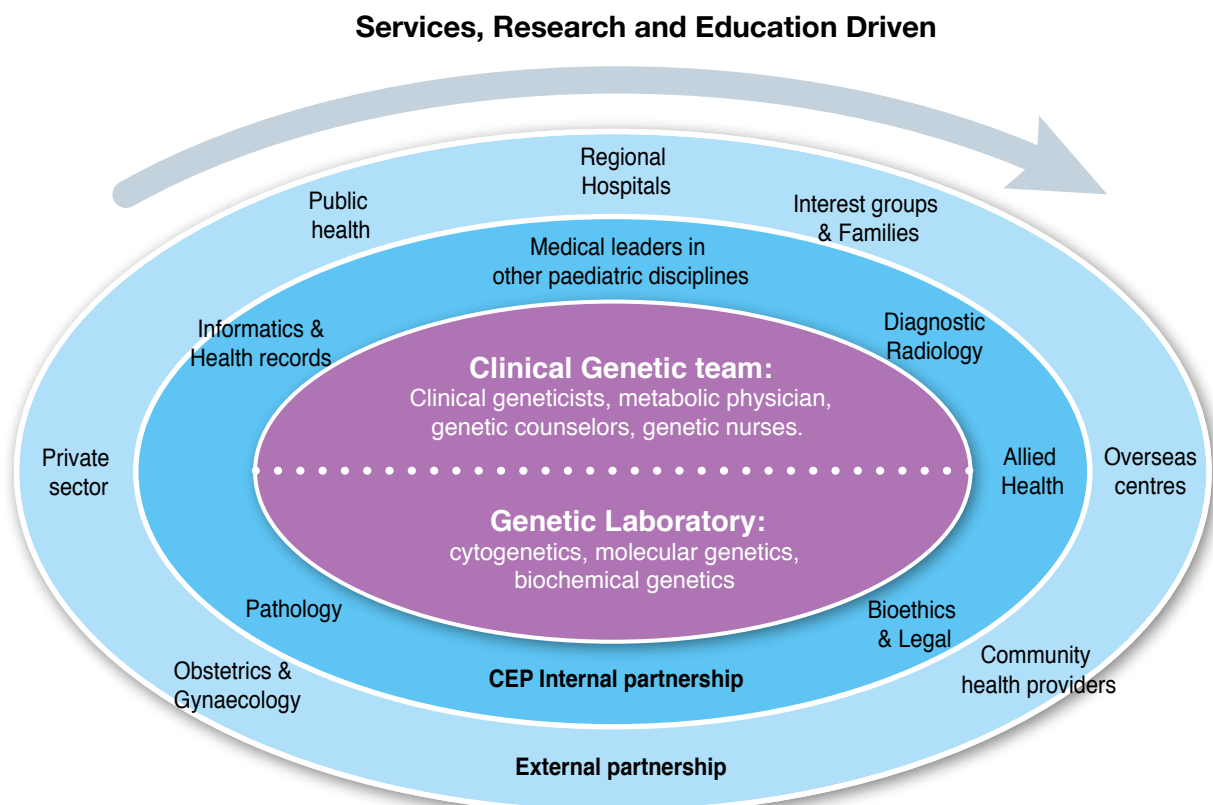 Services, Research and Education Driven
Regional
Hospitals
Public
health
Interest groups
& Families
Medical leaders in
other paediatric disciplines
Informatics &
Health records
Diagnostic
Radiology
Clinical Genetic team:
Clinical geneticists, metabolic physician,
genetic counselors, genetic nurses.
Private
sector
Allied
Health
Overseas
centres
Genetic Laboratory:
cytogenetics, molecular genetics,
biochemical genetics
Pathology
Bioethics
& Legal
Obstetrics &
Gynaecology
CEP Internal partnership
Community
health providers
External partnership